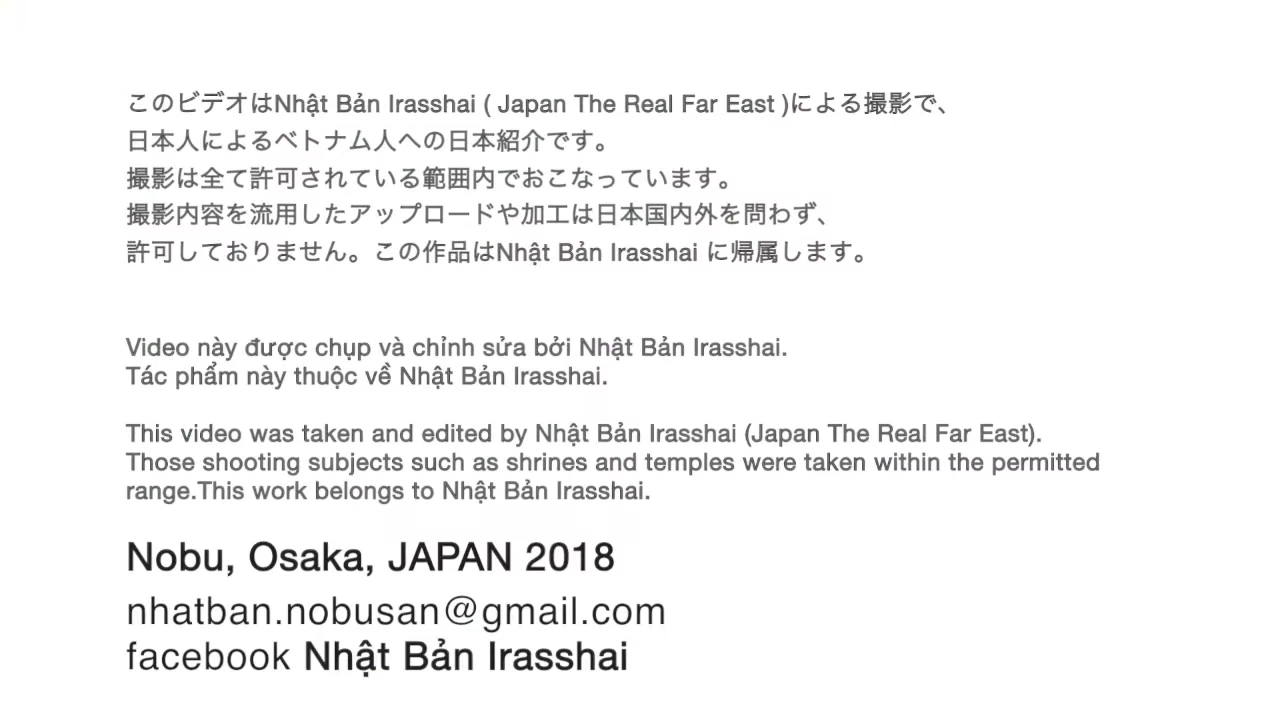 このビデオはNhật Bản Irasshai ( Japan The Real Far East )による撮影で、
日本人によるベトナム人への日本紹介です。
撮影は全て許可されている範囲内でおこなっています。
撮影内容を流用したアップロードや加工は日本国内外を問わず、
許可しておりません。この作品はNhật Bản Irasshai に帰属します。
Video này được chụp và chỉnh sửa bởi Nhật Bản Irasshai.
Tác phẩm này thuộc về Nhật Bản Irasshai.
This video was taken and edited by Nhật Bản Irasshai (Japan The Real Far East).
Those shooting subjects such as shrines and temples were taken within the permitted
range.This work belongs to Nhật Bản Irasshai.
Nobu, Osaka, JAPAN 2018
nhatban.nobusan@gmail.com
facebook Nhật Bản Irasshai